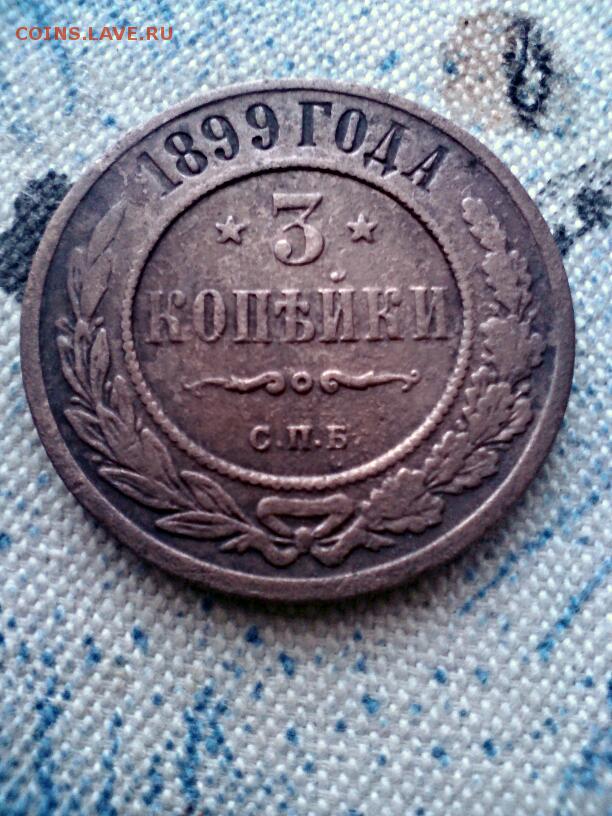 COINS.LAVE.RU
1899 ГОДА
3
КОПѢЙКИ
С.П.Б.